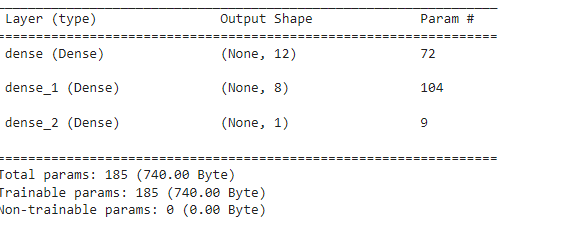 Layer (type) Output Shape Param #
=================================================================
dense (Dense) (None, 12) 72
dense_1 (Dense) (None, 8) 104
dense_2 (Dense) (None, 1) 9
=================================================================
Total params: 185 (740.00 Byte)
Trainable params: 185 (740.00 Byte)
Non-trainable params: 0 (0.00 Byte)